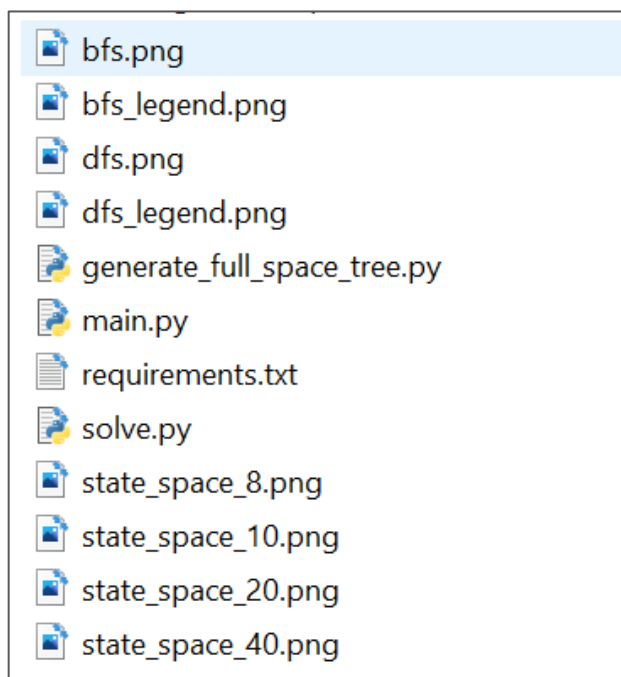 bfs.png
bfs_legend.png
dfs.png
dfs_legend.png
generate_full_space_tree.py
main.py
requirements.txt
solve.py
state_space_8.png
state_space_10.png
state_space_20.png
state_space_40.png